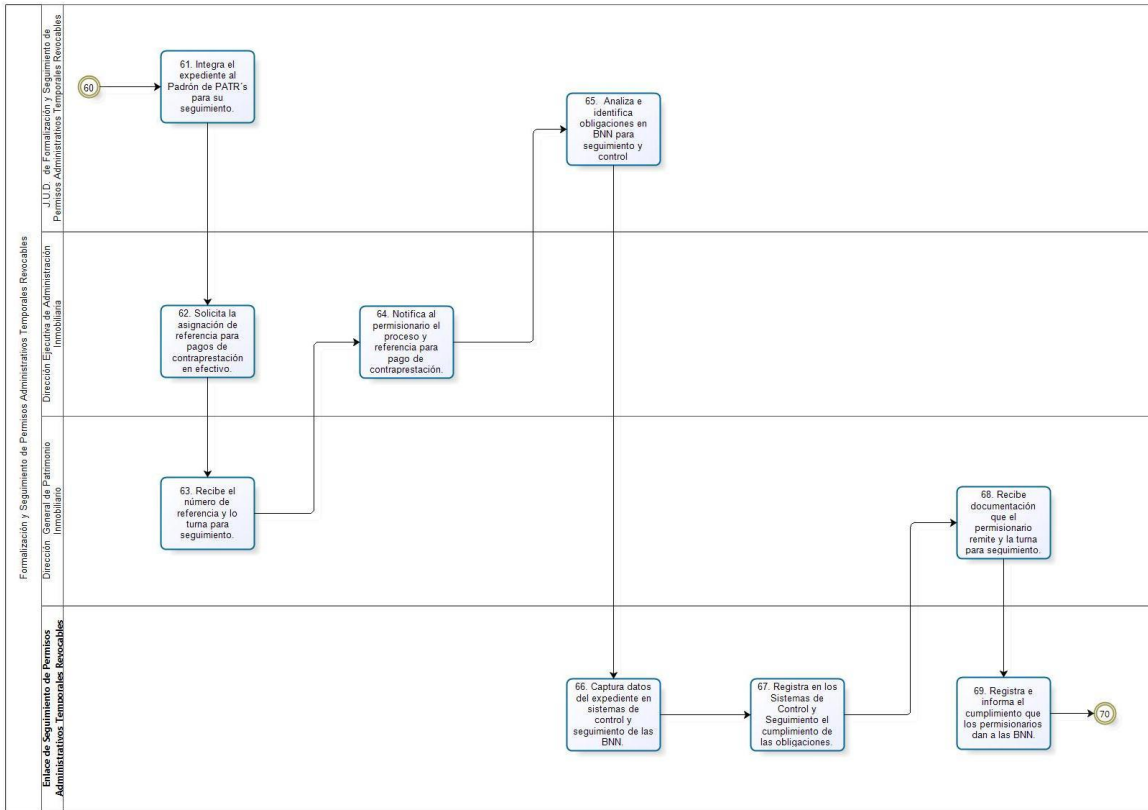 Formalización y Seguimiento de Permisos Administrativos Temporales Revocables
J.U.D. de Formalización y Seguimiento de
Permisos Administrativos Temporales Revocables
60
61. Integra el
expediente al
Padrón de PATR´s
para su
seguimiento.
65. Analiza e
identifica
obligaciones en
BNN para
seguimiento y
control
Dirección Ejecutiva de Administración
Inmobiliaria
62. Solicita la
asignación de
referencia para
pagos de
contraprestación
en efectivo.
64. Notifica al
permisionario el
proceso y
referencia para
pago de
contraprestación.
Dirección General de Patrimonio
Inmobiliario
63. Recibe el
número de
referencia y lo
turna para
seguimiento.
68. Recibe
documentación
que el
permisionario
remite y la turna
para seguimiento.
Enlace de Seguimiento de Permisos
Administrativos Temporales Revocables
66. Captura datos
del expediente en
sistemas de
control y
seguimiento de las
BNN.
67. Registra en los
Sistemas de
Control y
Seguimiento el
cumplimiento de
las obligaciones.
69. Registra e
informa el
cumplimiento que
los permisionarios
dan a las BNN.
70